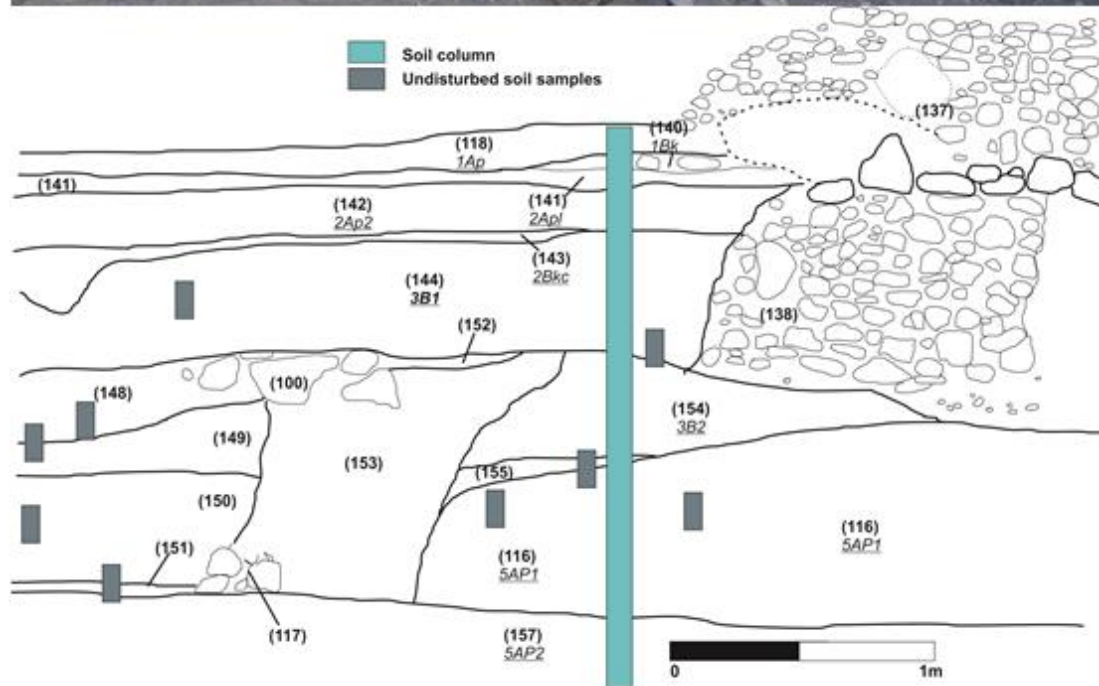 Soil column
Undisturbed soil samples
(137)
(140)
1Bk
(118)
1Ap
(141)
(142)
2Ap2
(141)
2Apl
(143)
2Bkc
(144)
3B1
(138)
(152)
(100)
(148)
(154)
3B2
(149)
(153)
(155)
(150)
(116)
5AP1
(116)
5AP1
(151)
(117)
(157)
5AP2
0
1m